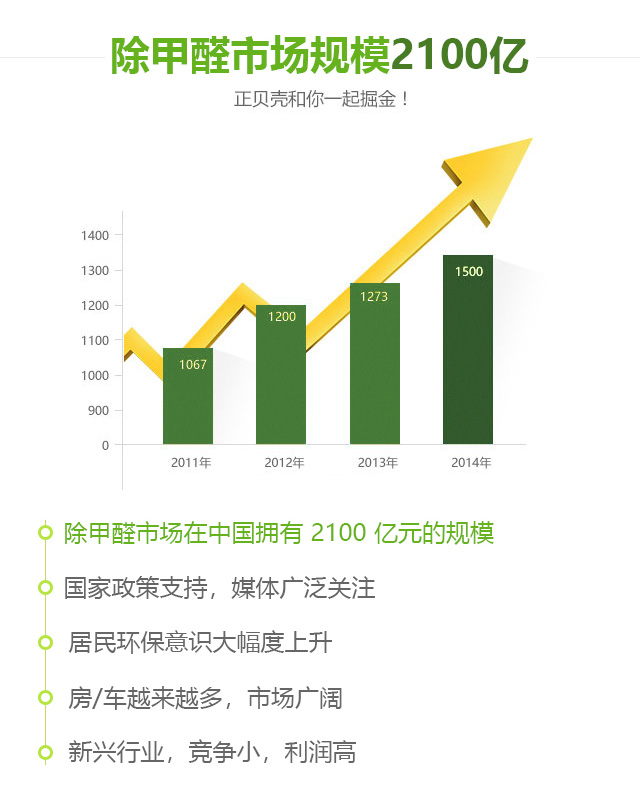 除甲醛市场规模2100亿
正贝壳和你一起掘金！
1400
1300
1200
1100
1000
900
0
1067
1200
1273
1500
2011年
2012年
2013年
2014年
除甲醛市场在中国拥有 2100 亿元的规模
国家政策支持，媒体广泛关注
居民环保意识大幅度上升
房/车越来越多，市场广阔
新兴行业，竞争小，利润高